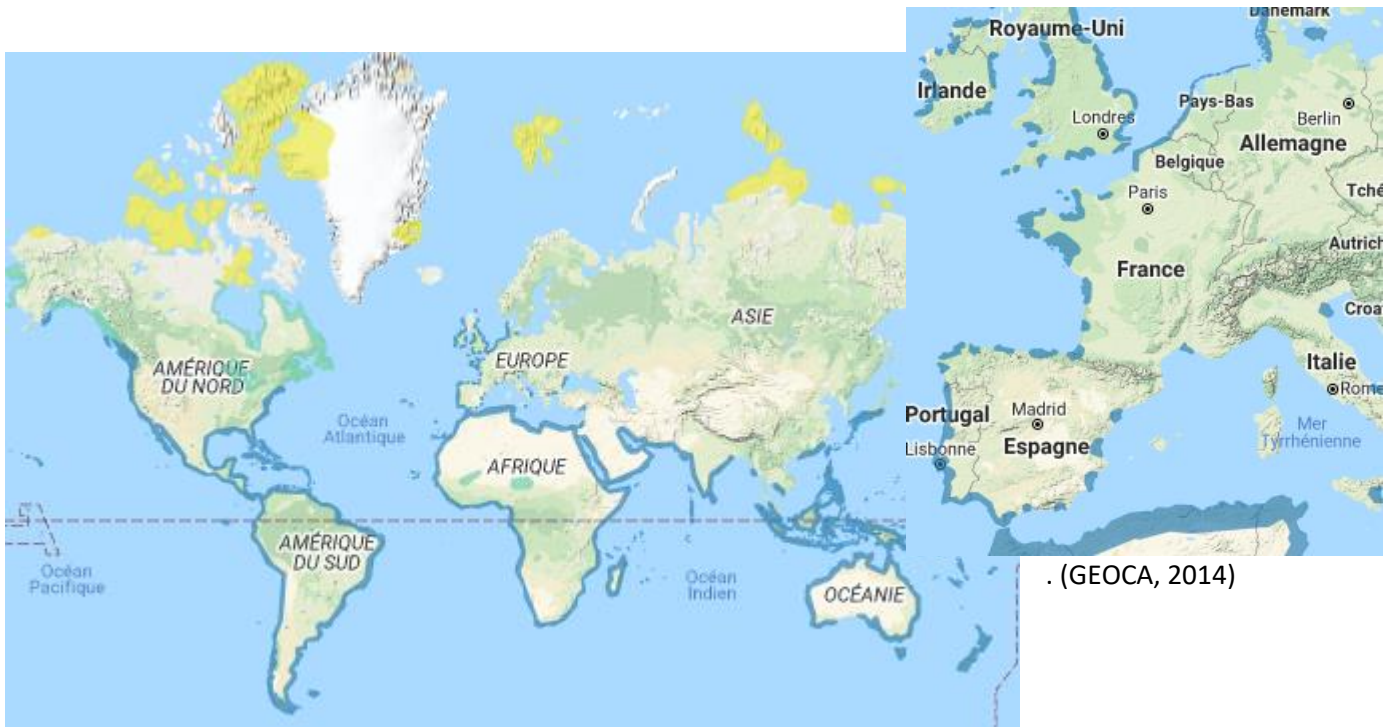 AMÉRIQUE
DU NORD
EUROPE
ASIE
Océan
Atlantique
AFRIQUE
AMÉRIQUE
DU SUD
Océan
Pacifique
Océan
Indien
OCÉANIE
Danemark
Royaume-Uni
Irlande
Pays-Bas
Londres
Berlin
Allemagne
Belgique
Paris
Tché
Autrich
France
Croat
Italie
Rome
Portugal
Madrid
Lisbonne
Espagne
Mer
Tyrrhénienne
. (GEOCA, 2014)